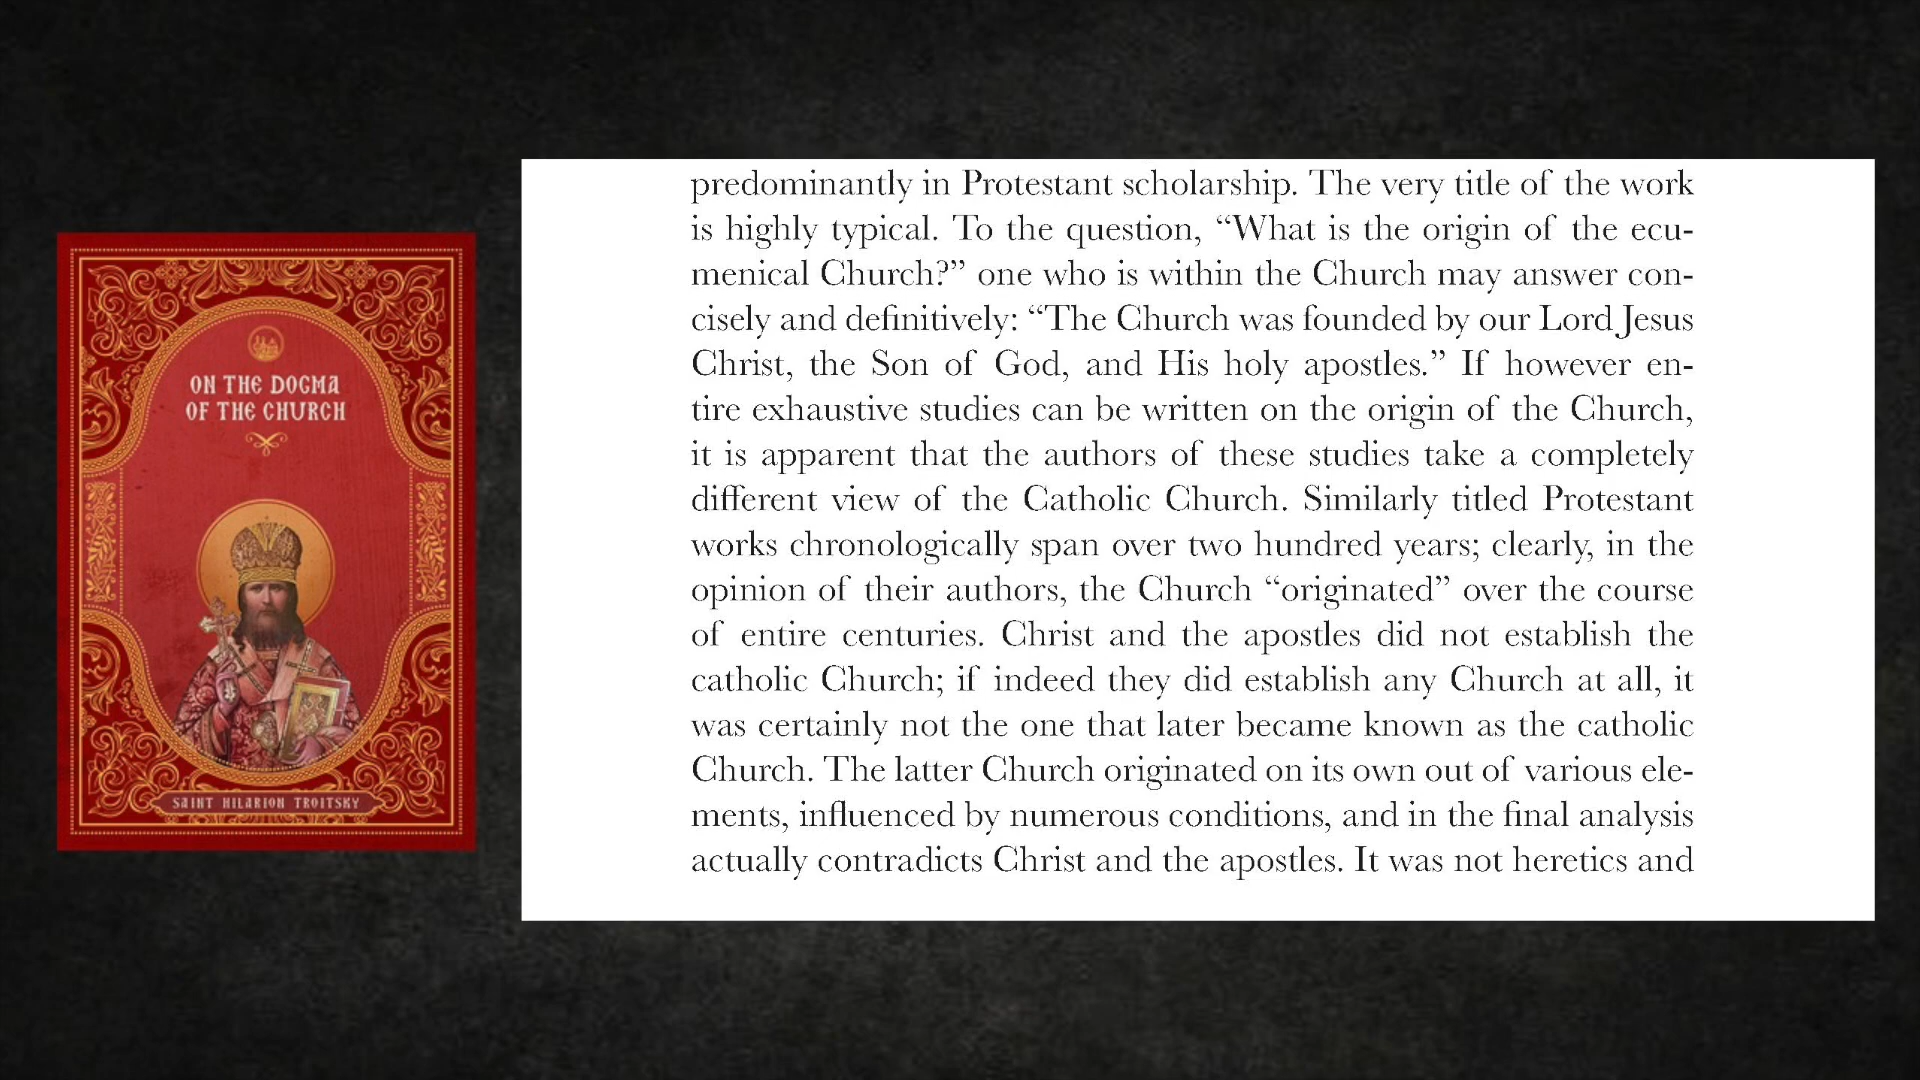 ON THE DOGMA
OF THE CHURCH
SAINT HILARION TROITSKY
predominantly in Protestant scholarship. The very title of the work
is highly typical. To the question, “What is the origin of the ecu-
menical Church?” one who is within the Church may answer con-
cisely and definitively: “The Church was founded by our Lord Jesus
Christ, the Son of God, and His holy apostles.” If however en-
tire exhaustive studies can be written on the origin of the Church,
it is apparent that the authors of these studies take a completely
different view of the Catholic Church. Similarly titled Protestant
works chronologically span over two hundred years; clearly, in the
opinion of their authors, the Church “originated” over the course
of entire centuries. Christ and the apostles did not establish the
catholic Church; if indeed they did establish any Church at all, it
was certainly not the one that later became known as the catholic
Church. The latter Church originated on its own out of various ele-
ments, influenced by numerous conditions, and in the final analysis
actually contradicts Christ and the apostles. It was not heretics and